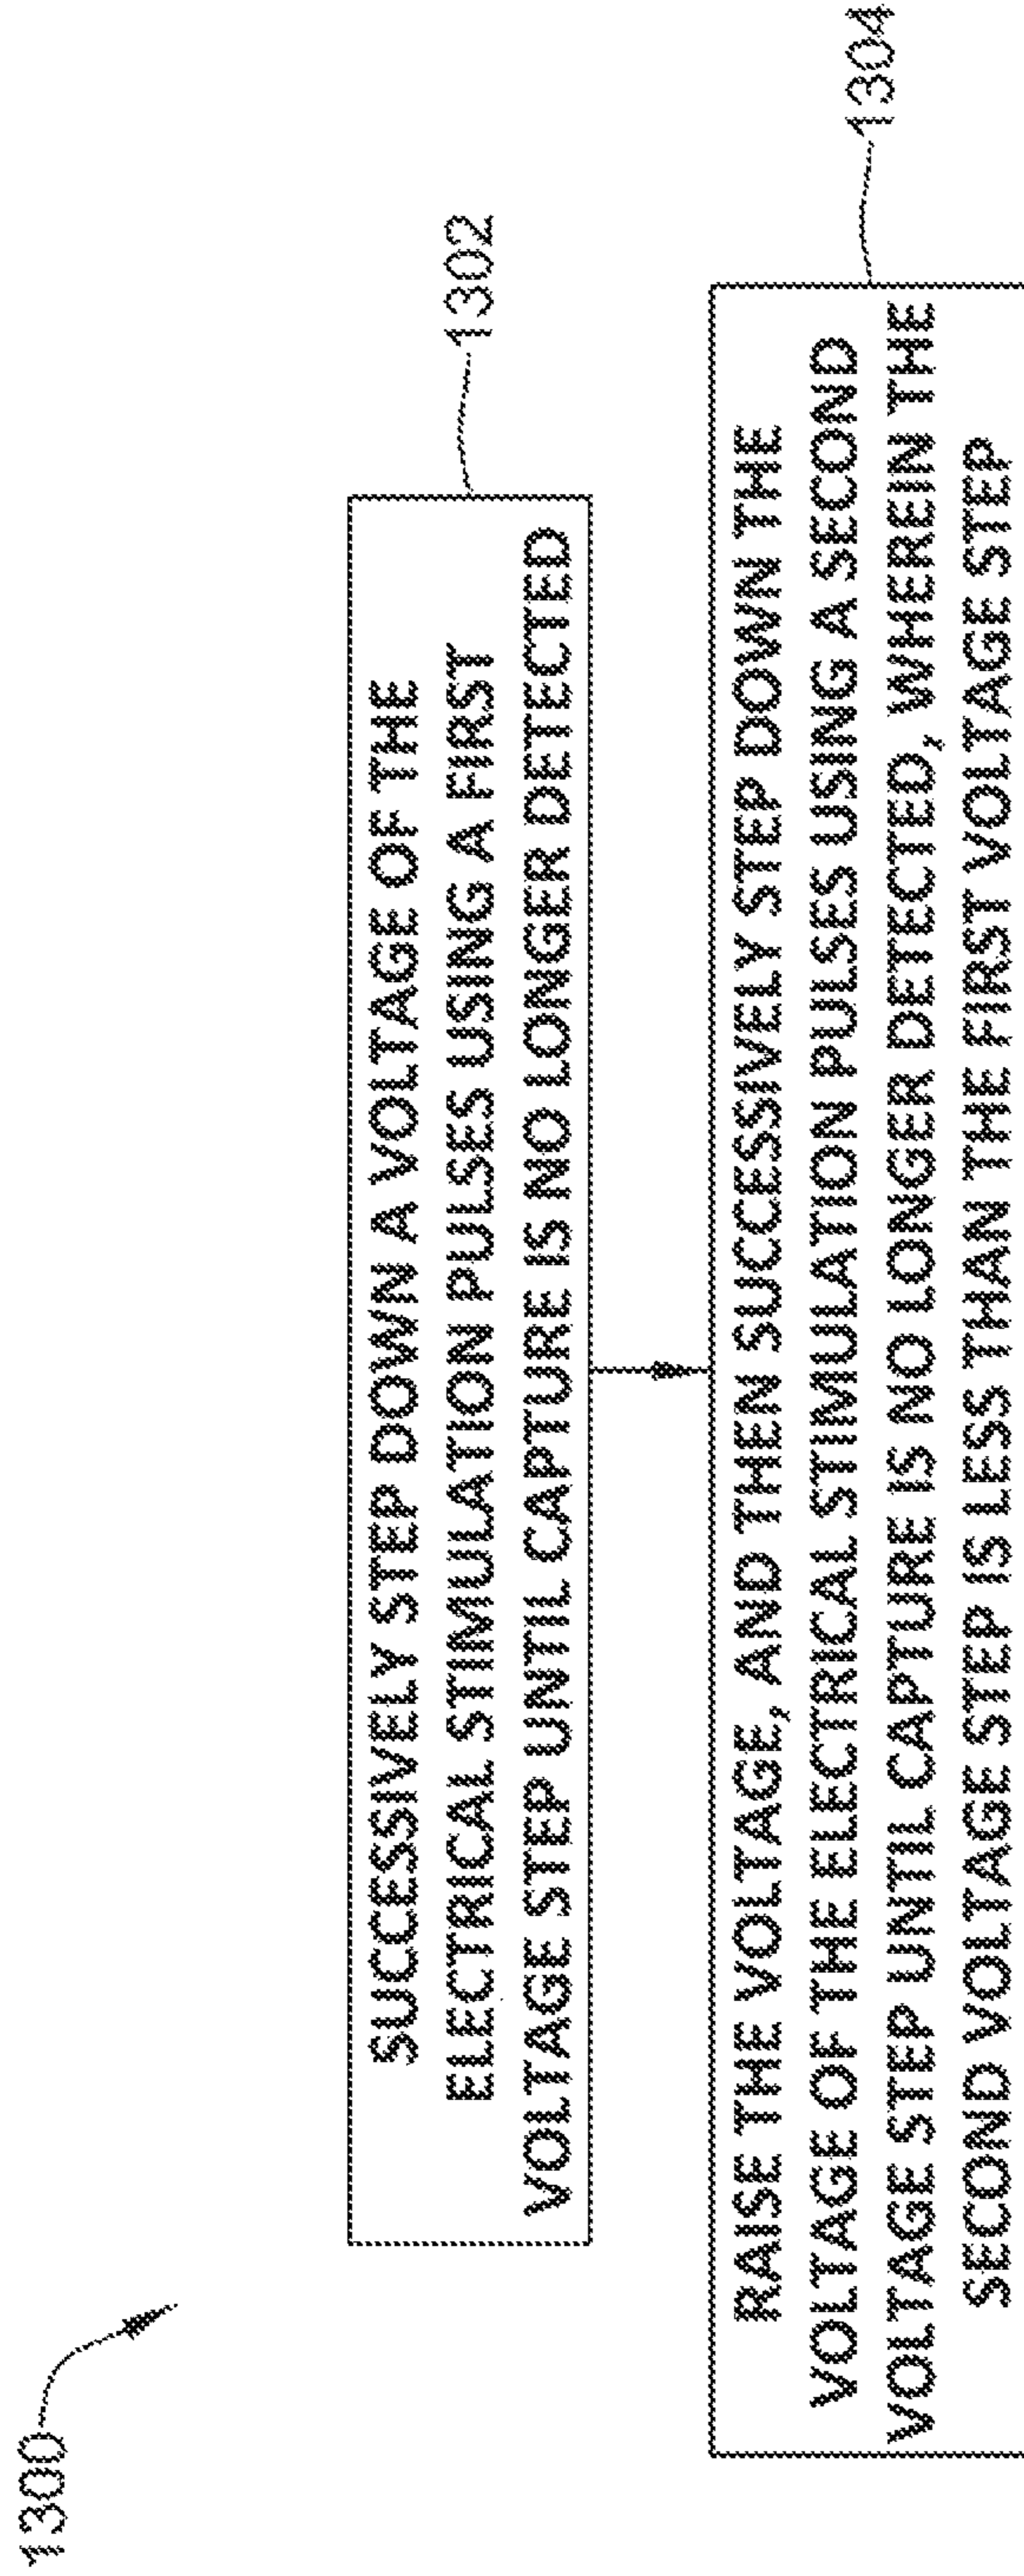 1300
SUCCESSIVELY STEP DOWN A VOLTAGE OF THE
ELECTRICAL STIMULATION PULSES USING A FIRST
VOLTAGE STEP UNTIL CAPTURE IS NO LONGER DETECTED
1302
RAISE THE VOLTAGE, AND THEN SUCCESSIVELY STEP DOWN THE
VOLTAGE OF THE ELECTRICAL STIMULATION PULSES USING A SECOND
VOLTAGE STEP UNTIL CAPTURE IS NO LONGER DETECTED, WHEREIN THE
SECOND VOLTAGE STEP IS LESS THAN THE FIRST VOLTAGE STEP
1304